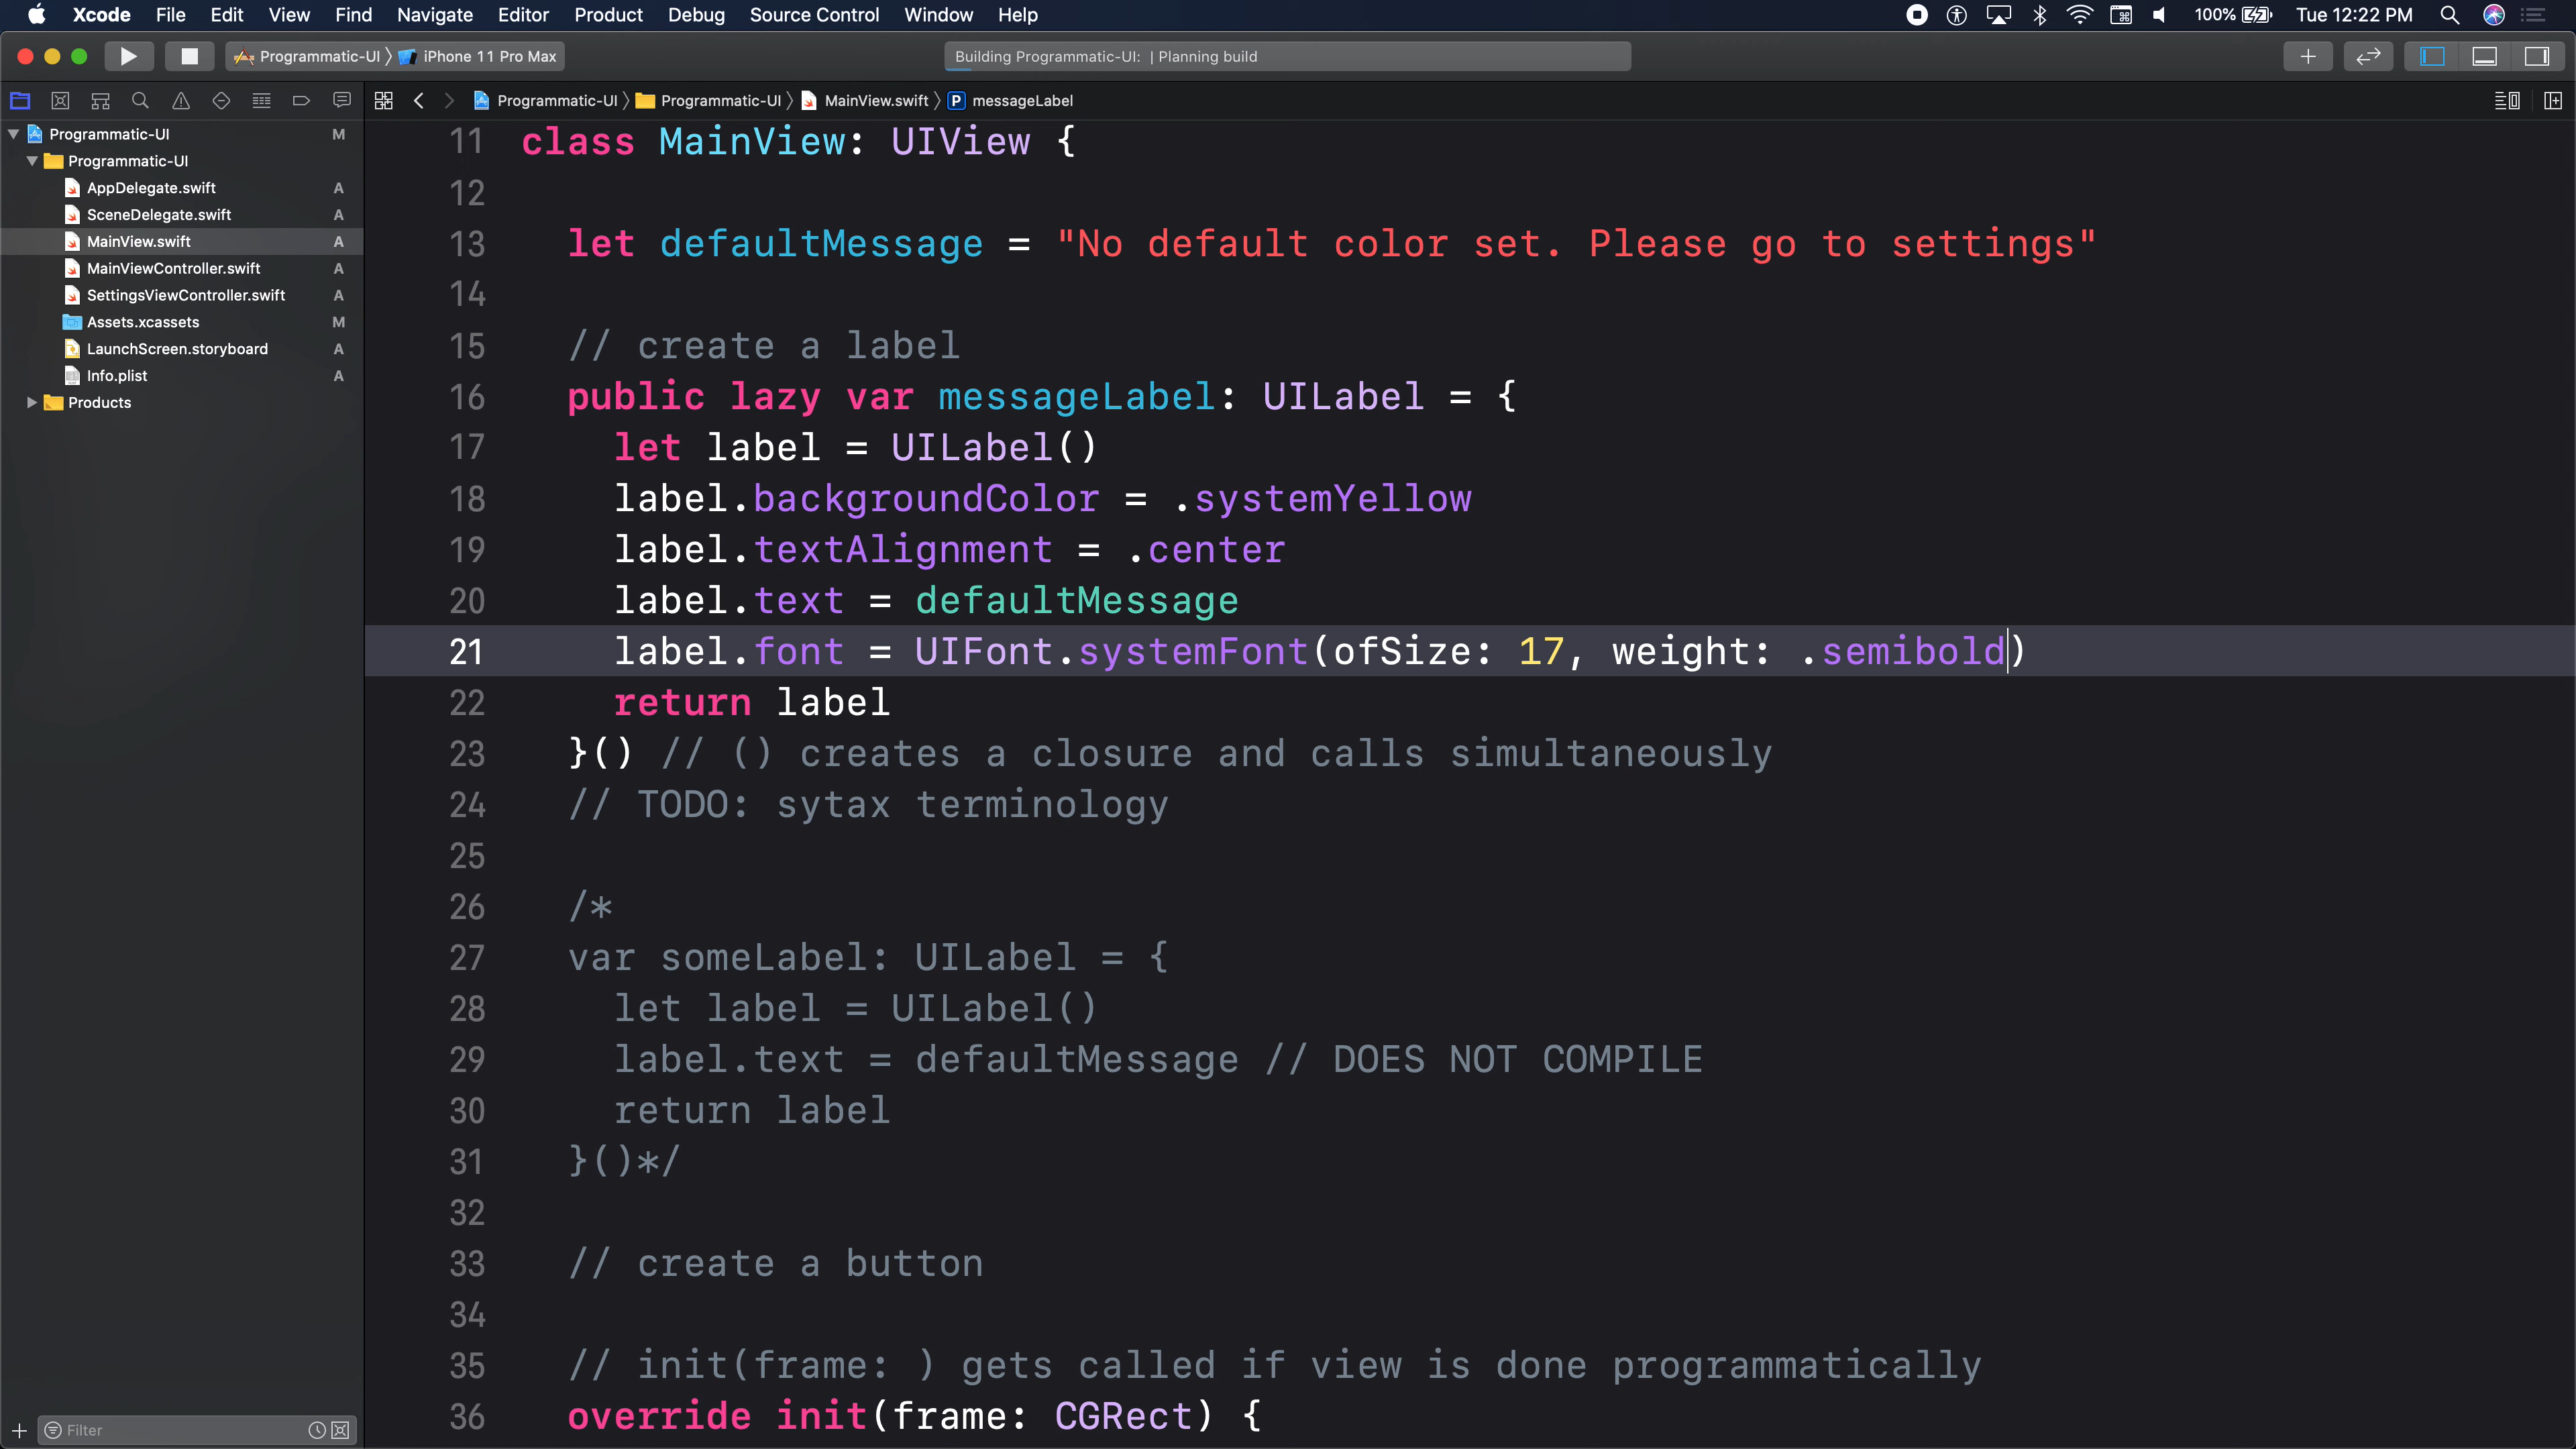 Xcode File Edit View Find Navigate Editor Product Debug Source Control Window Help 100% Tue 12:22 PM
Programmatic-UI iPhone 11 Pro Max Building Programmatic-UI: | Planning build
Programmatic-UI Programmatic-UI MainView.swift P messageLabel
Programmatic-UI M
Programmatic-UI
AppDelegate.swift A
SceneDelegate.swift A
MainView.swift A
MainViewController.swift A
SettingsViewController.swift A
Assets.xcassets M
LaunchScreen.storyboard A
Info.plist A
Products
Filter
11 class MainView: UIView {
12
13 let defaultMessage = "No default color set. Please go to settings"
14
15 // create a label
16 public lazy var messageLabel: UILabel = {
17 let label = UILabel()
18 label.backgroundColor = .systemYellow
19 label.textAlignment = .center
20 label.text = defaultMessage
21 label.font = UIFont.systemFont(ofSize: 17, weight: .semibold)
22 return label
23 }() // () creates a closure and calls simultaneously
24 // TODO: sytax terminology
25
26 /*
27 var someLabel: UILabel = {
28 let label = UILabel()
29 label.text = defaultMessage // DOES NOT COMPILE
30 return label
31 }()*/
32
33 // create a button
34
35 // init(frame: ) gets called if view is done programmatically
36 override init(frame: CGRect) {